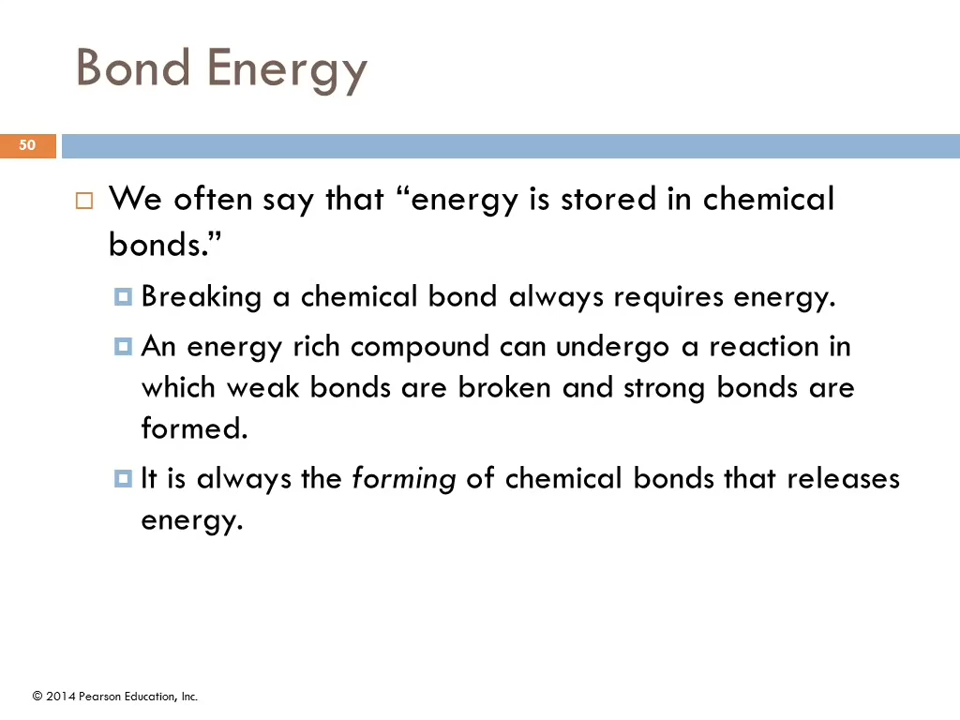 Bond Energy
50
We often say that “energy is stored in chemical
bonds.”
Breaking a chemical bond always requires energy.
An energy rich compound can undergo a reaction in
which weak bonds are broken and strong bonds are
formed.
It is always the forming of chemical bonds that releases
energy.
© 2014 Pearson Education, Inc.